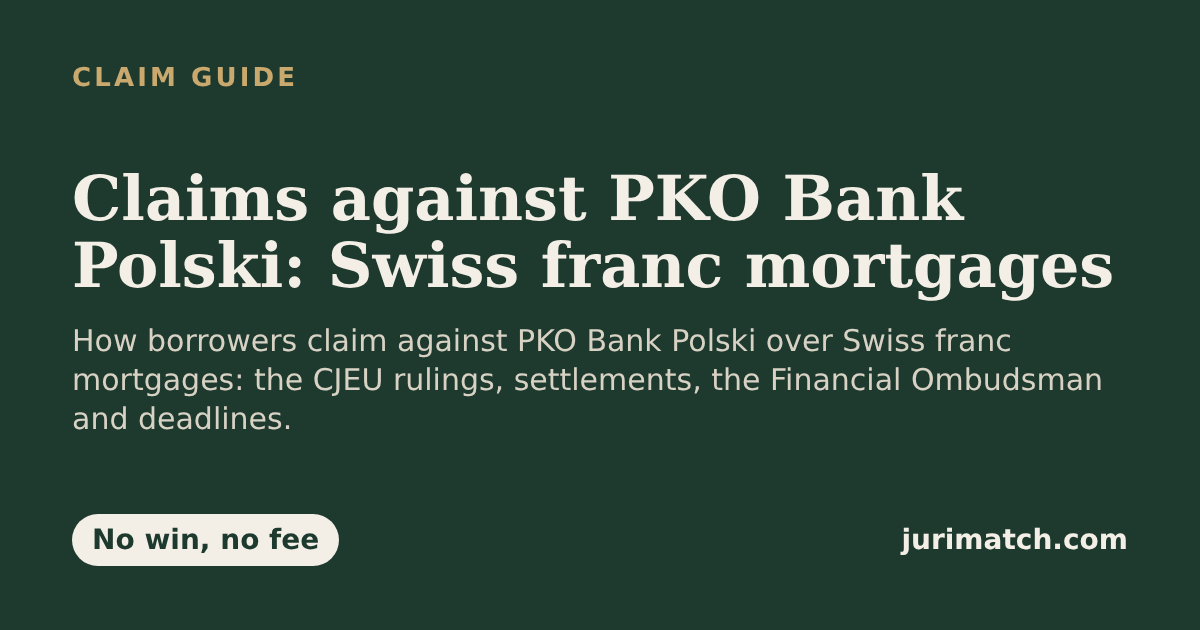 CLAIM GUIDE
Claims against PKO Bank
Polski: Swiss franc mortgages
How borrowers claim against PKO Bank Polski over Swiss franc
mortgages: the CJEU rulings, settlements, the Financial Ombudsman
and deadlines.
No win, no fee
jurimatch.com